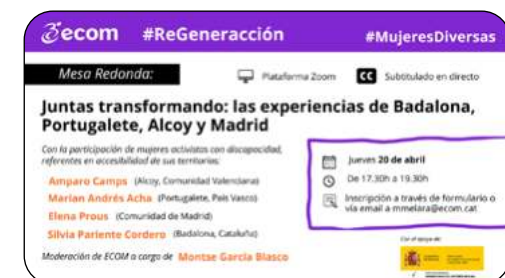 ecom #ReGeneracción #MujeresDiversas
Mesa Redonda:
Plataforma Zoom
CC Subtitulado en directo
Juntas transformando: las experiencias de Badalona,
Portugalete, Alcoy y Madrid
Con la participación de mujeres activistas con discapacidad,
referentes en accesibilidad de sus territorios:
Amparo Camps (Alcoy, Comunidad Valenciana)
Marian Andrés Acha (Portugalete, País Vasco)
Elena Prous (Comunidad de Madrid)
Silvia Pariente Cordero (Badalona, Cataluña)
Moderación de ECOM a cargo de Montse García Blasco
Jueves 20 de abril
De 17.30h a 19.30h
Inscripción a través de formulario o
vía email a mmelara@ecom.cat
Con el apoyo de: